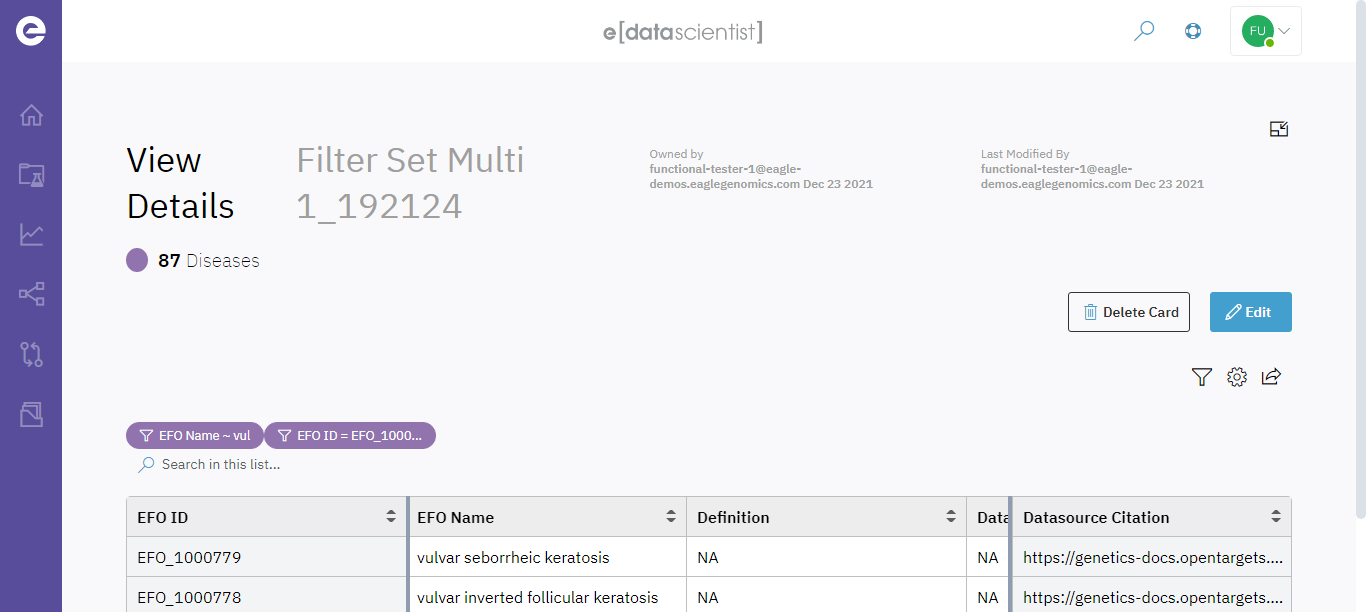 e[datascientist]
FU
View
Details
Filter Set Multi
1_192124
Owned by
functional-tester-1@eagle-
demos.eaglegenomics.com Dec 23 2021
Last Modified By
functional-tester-1@eagle-
demos.eaglegenomics.com Dec 23 2021
87 Diseases
Delete Card
Edit
EFO Name ~ vul
EFO ID = EFO_1000...
Search in this list...
EFO ID EFO Name Definition Data Datasource Citation
EFO_1000779 vulvar seborrheic keratosis NA NA https://genetics-docs.opentargets....
EFO_1000778 vulvar inverted follicular keratosis NA NA https://genetics-docs.opentargets....